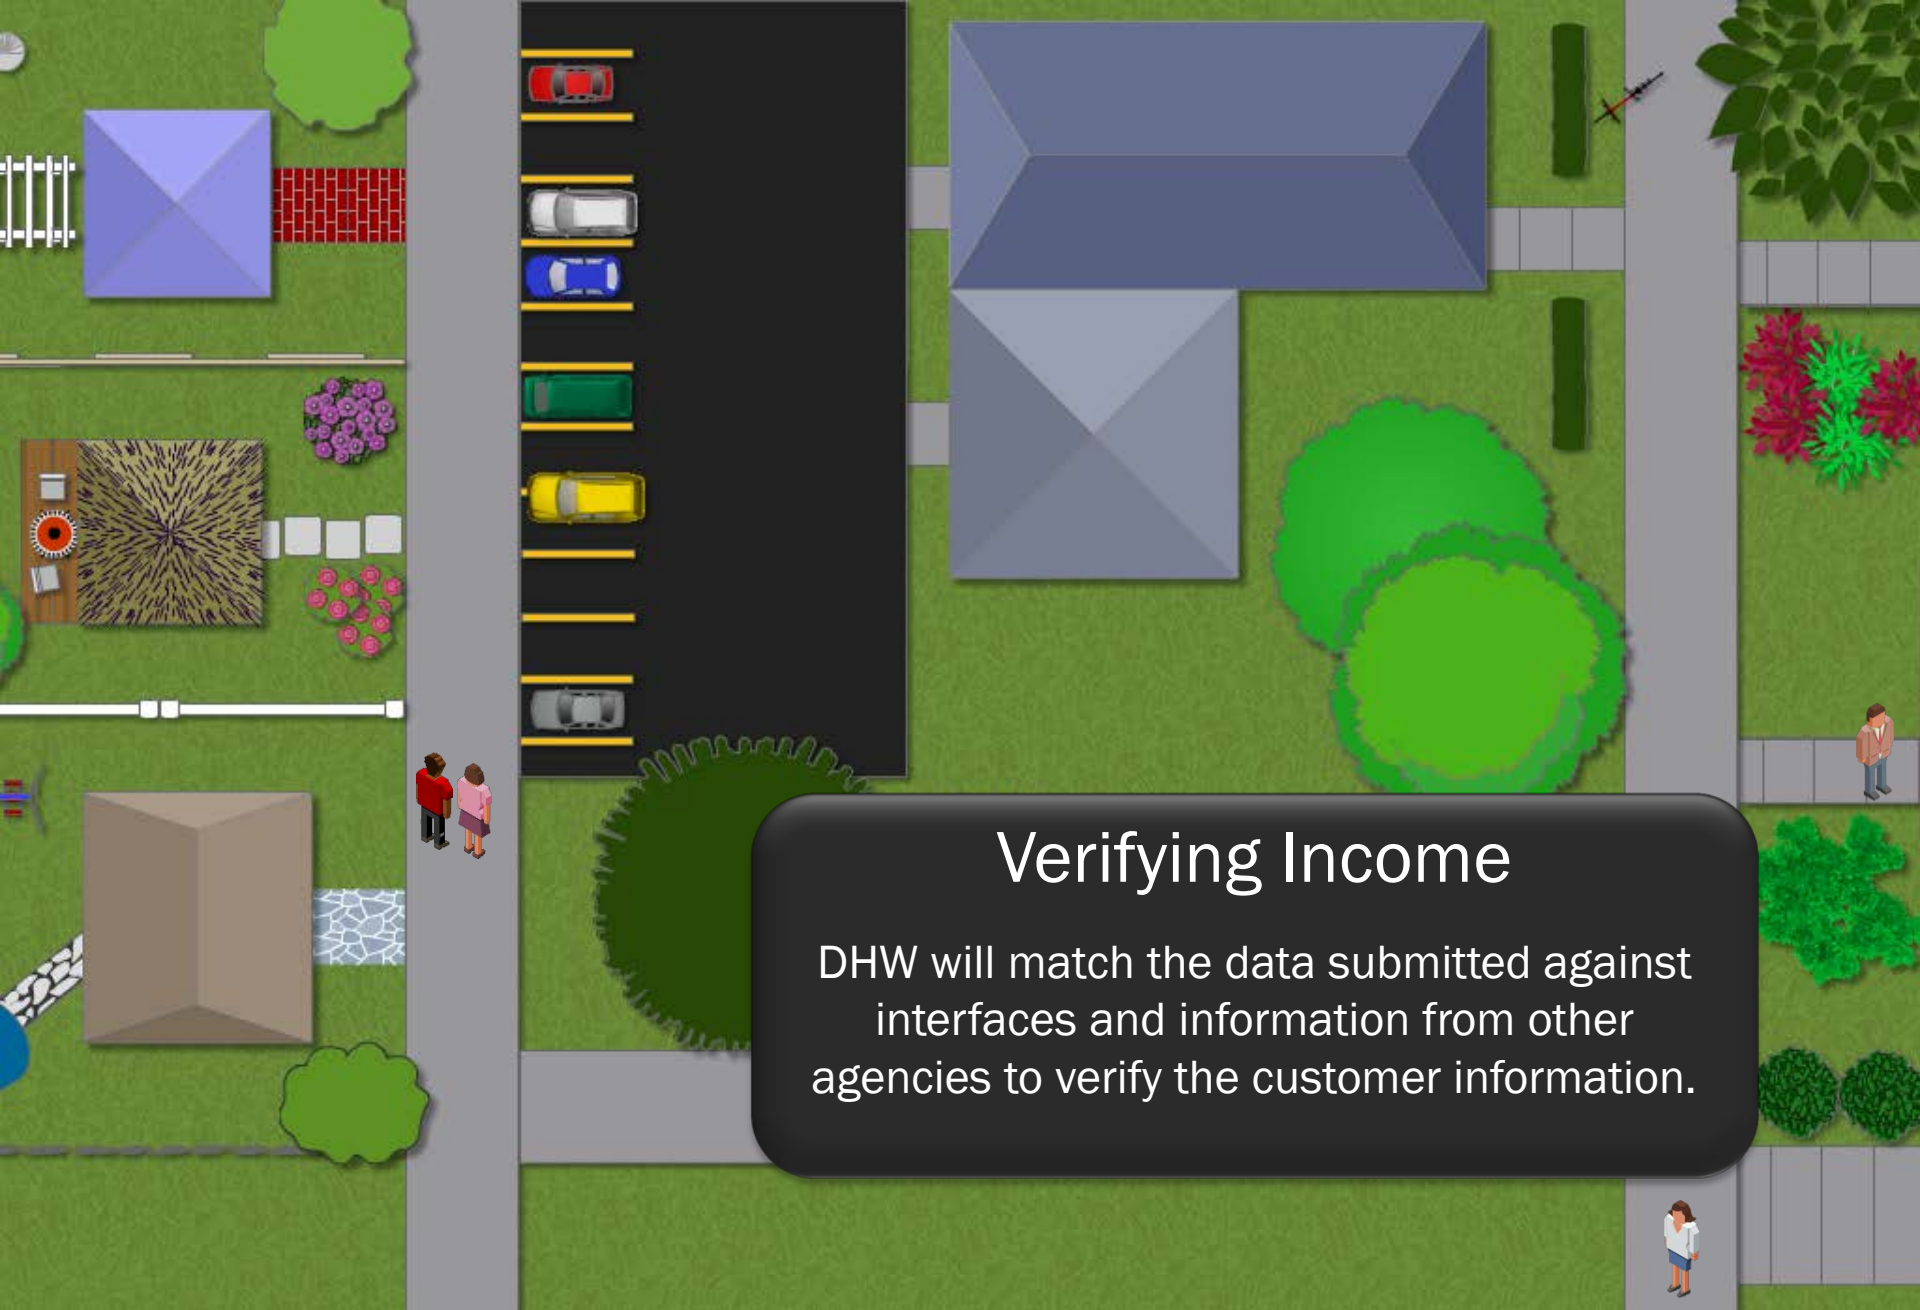 Verifying Income
DHW will match the data submitted against
interfaces and information from other
agencies to verify the customer information.